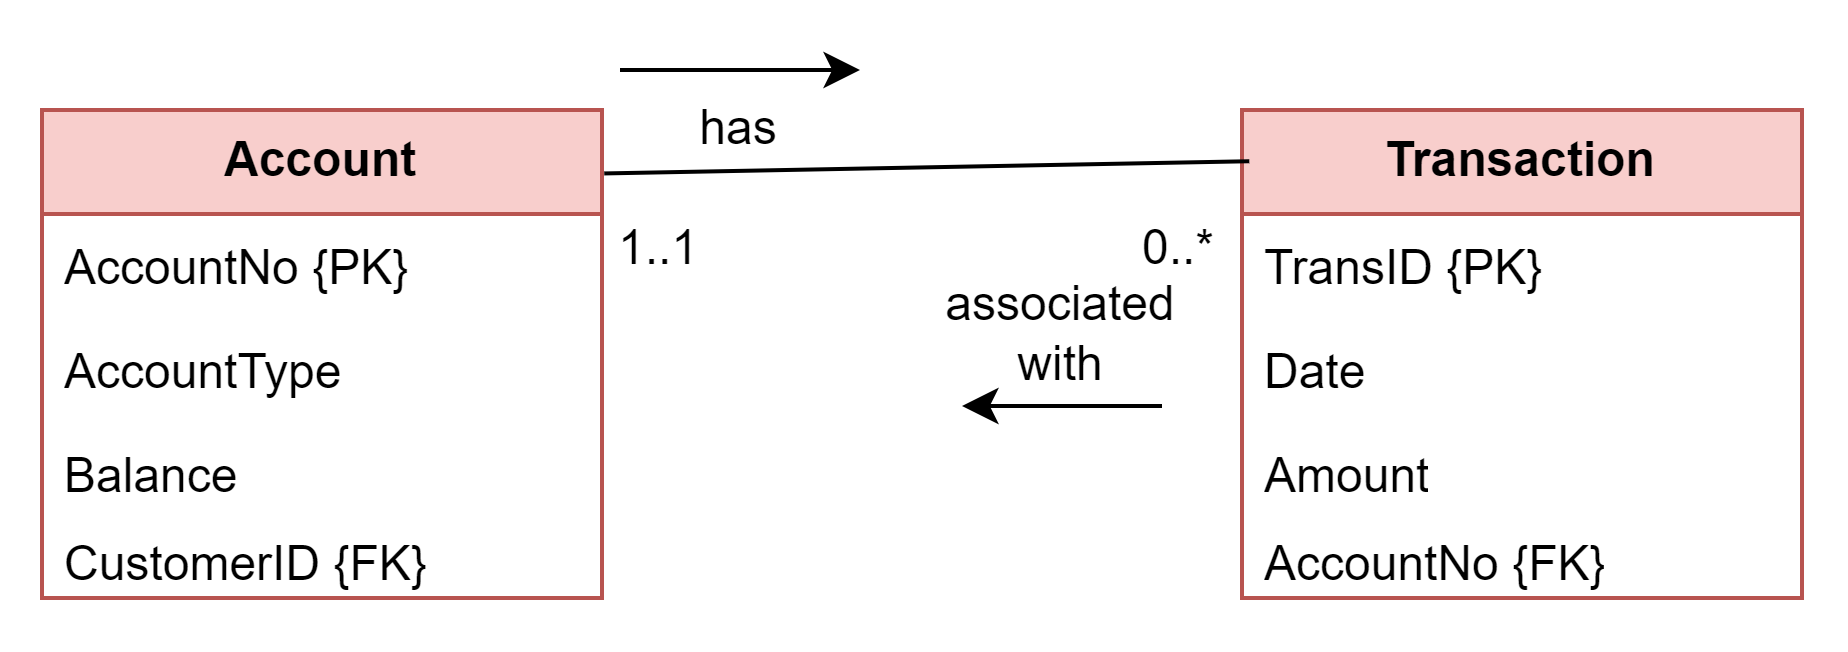 Account
AccountNo {PK}
AccountType
Balance
CustomerID {FK}
has
1..1
0..*
associated
with
Transaction
TransID {PK}
Date
Amount
AccountNo {FK}